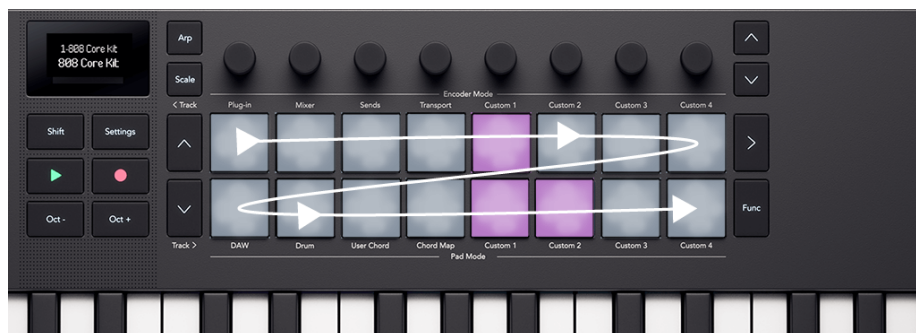 1-808 Core Kit
808 Core Kit
Arp
Scale
Encoder Mode
< Track
Plug-in
Mixer
Sends
Transport
Custom 1
Custom 2
Custom 3
Custom 4
Shift
Settings
Oct -
Oct +
Func
Track >
DAW
Drum
User Chord
Chord Map
Custom 1
Custom 2
Custom 3
Custom 4
Pad Mode